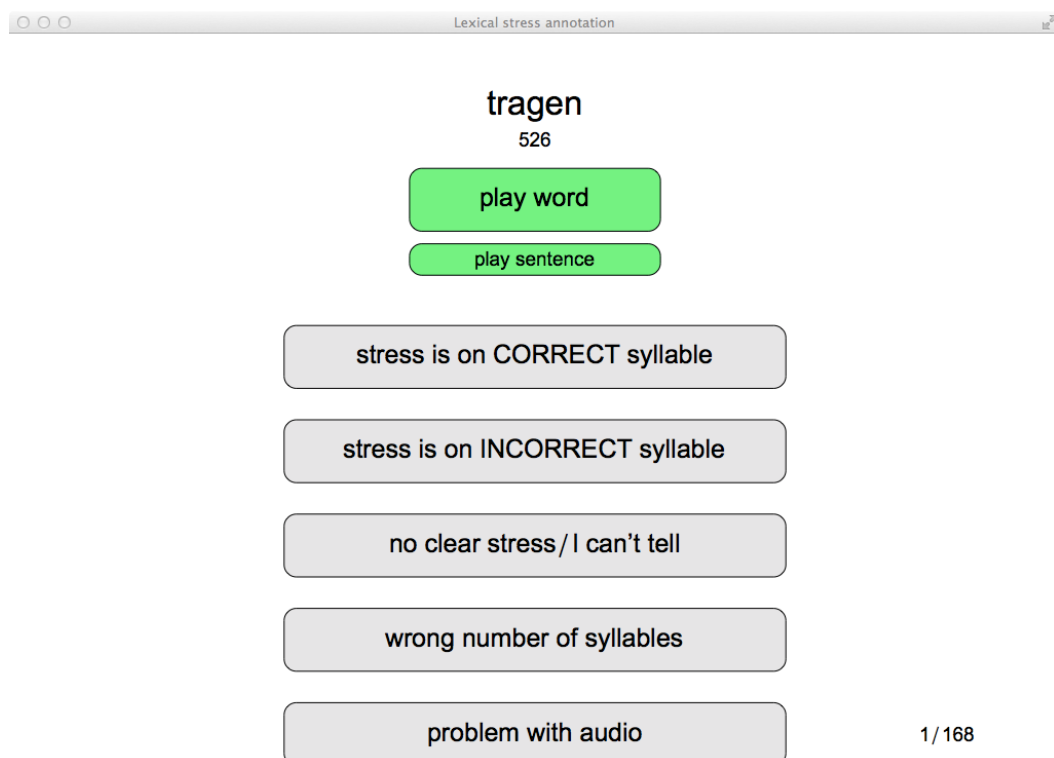 Lexical stress annotation
tragen
526
play word
play sentence
stress is on CORRECT syllable
stress is on INCORRECT syllable
no clear stress/I can't tell
wrong number of syllables
problem with audio
1/168